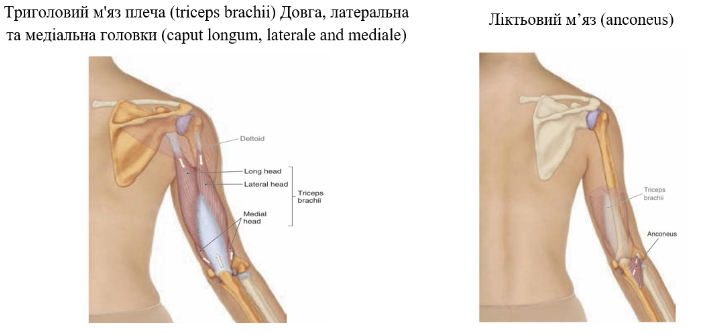 Триголовий м'яз плеча (triceps brachii) Довга, латеральна
та медіальна головки (caput longum, laterale and mediale)
Deltoid
Long head
Lateral head
Triceps
brachii
Medial
head
Ліктьовий м’яз (anconeus)
Triceps
brachii
Anconeus